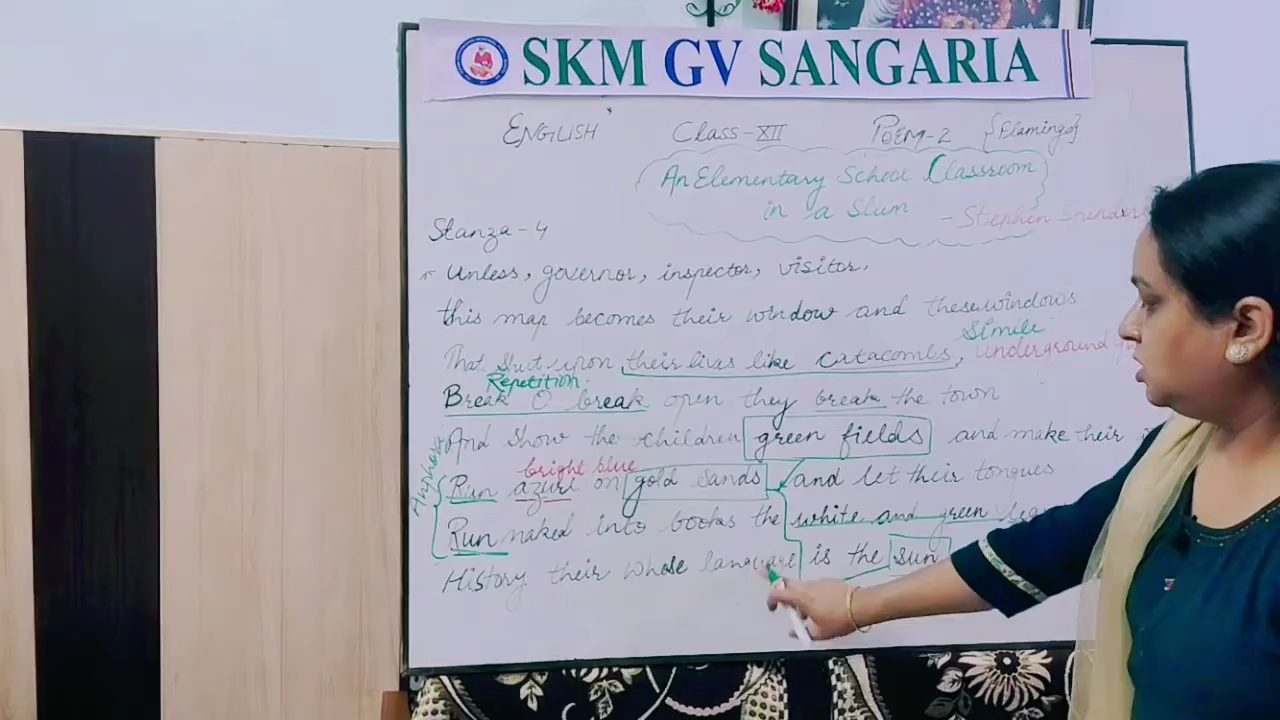 SKM GV SANGARIA
ENGLISH Class-XII POEM-2 {Flamingo}
An Elementary School Classroom
in a Slum - Stephen
Stanza-4
Unless, governor, inspector, visitor,
this map becomes their window and these windows
Simile
That Shut upon their lives like catacombs, underground
Repetition
Break O break open they break the town
And show the children green fields and make their
bright blue
Run azure on gold sands and let their tongues
Run naked into books the white and green
History their whose language is the sun